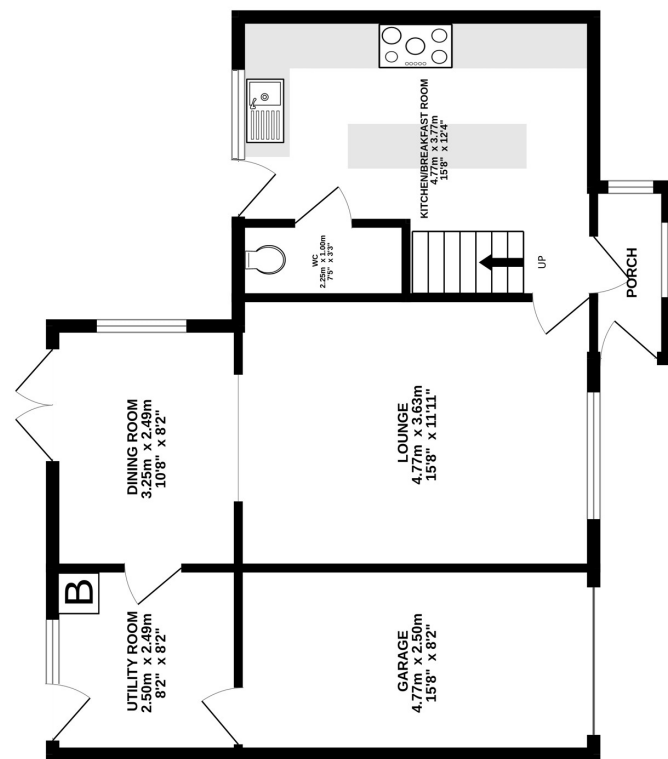 KITCHEN/BREAKFAST ROOM
4.77m x 3.77m
15'8" x 12'4"
WC
2.25m x 1.00m
7'5" x 3'3"
UP
PORCH
DINING ROOM
3.25m x 2.49m
10'8" x 8'2"
LOUNGE
4.77m x 3.63m
15'8" x 11'11"
B
UTILITY ROOM
2.50m x 2.49m
8'2" x 8'2"
GARAGE
4.77m x 2.50m
15'8" x 8'2"